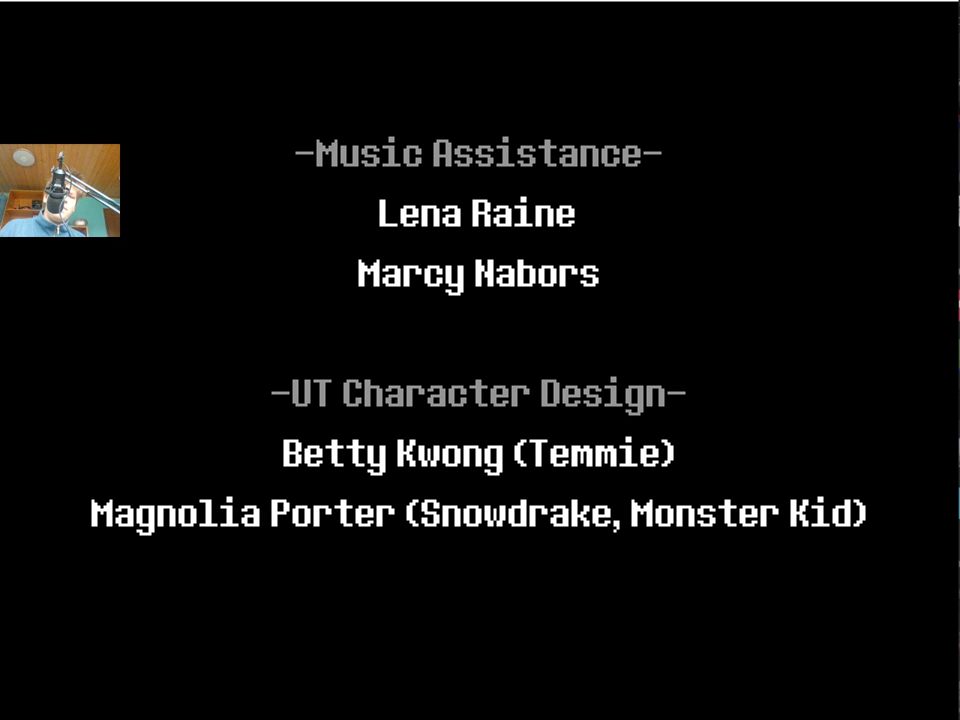 -Music Assistance-
Lena Raine
Marcy Nabors
-UT Character Design-
Betty Kwong (Temmie)
Magnolia Porter (Snowdrake, Monster Kid)